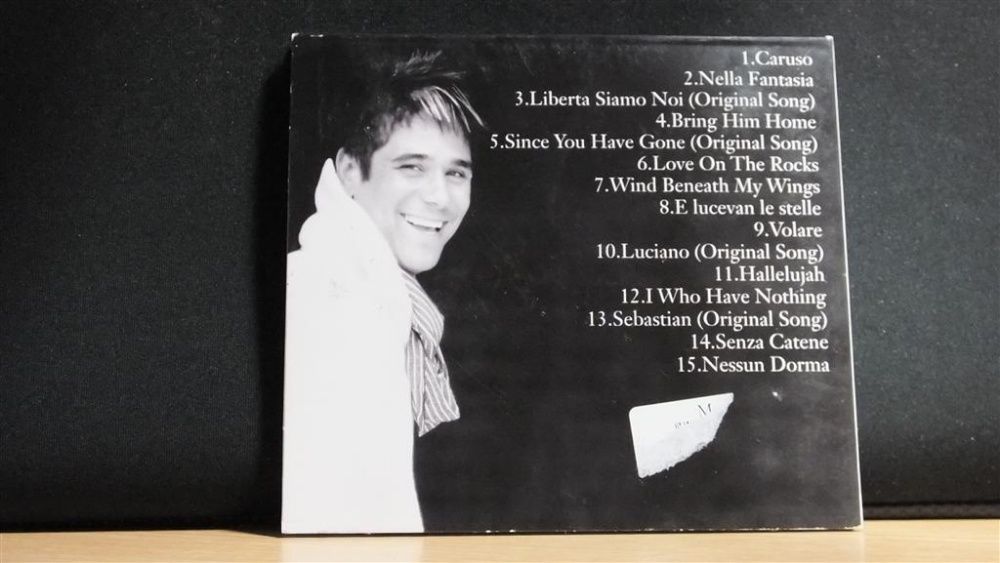 1.Caruso
2.Nella Fantasia
3.Liberta Siamo Noi (Original Song)
4.Bring Him Home
5.Since You Have Gone (Original Song)
6.Love On The Rocks
7.Wind Beneath My Wings
8.E lucevan le stelle
9.Volare
10.Luciano (Original Song)
11.Hallelujah
12.I Who Have Nothing
13.Sebastian (Original Song)
14.Senza Catene
15.Nessun Dorma
M